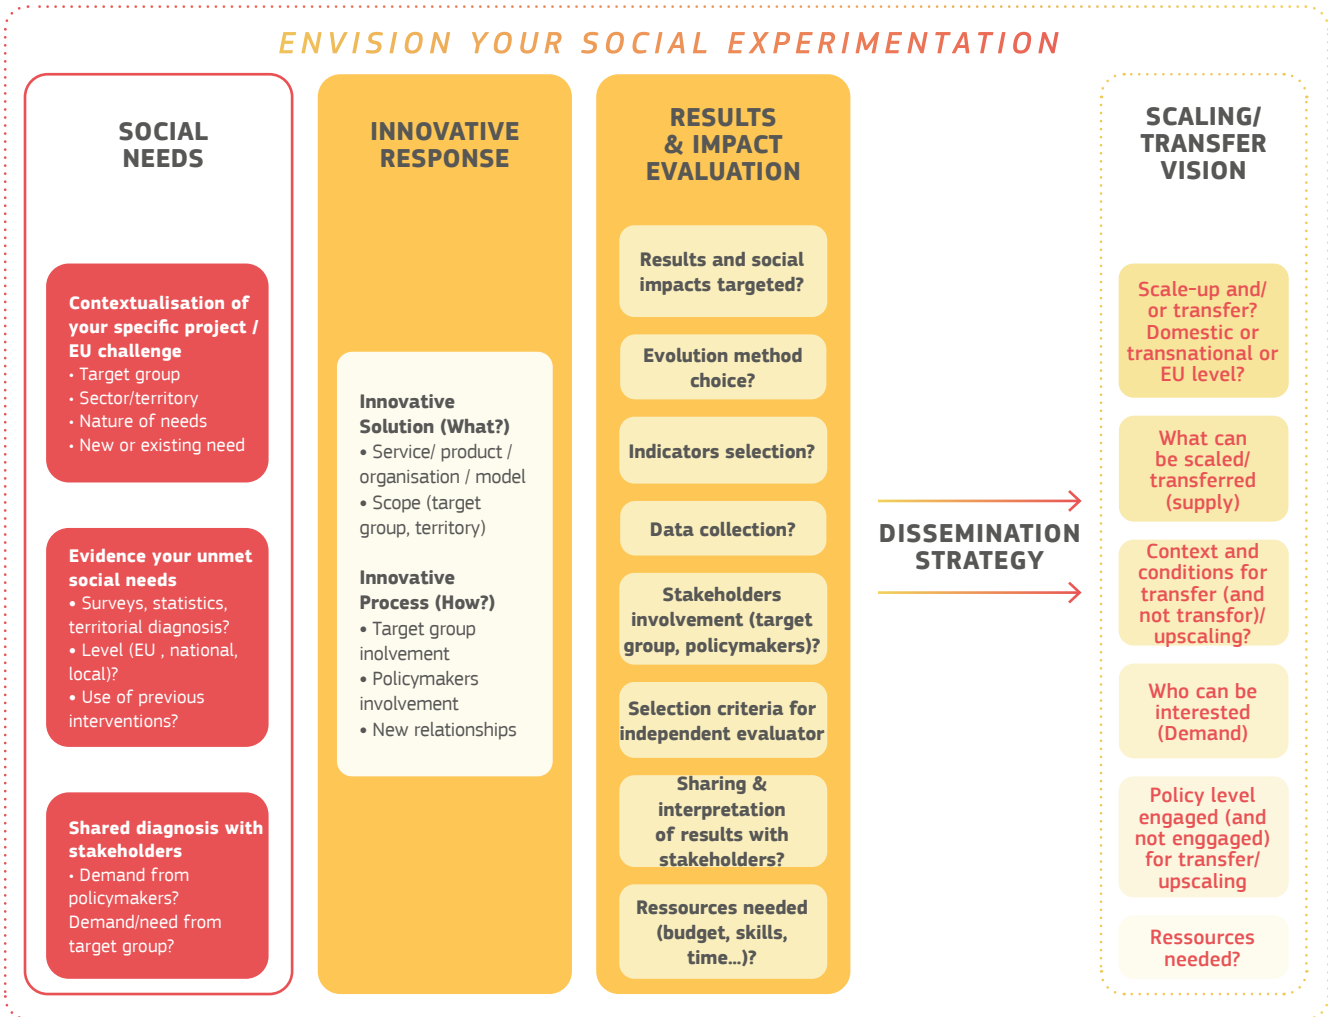 ENVISION YOUR SOCIAL EXPERIMENTATION
SOCIAL
NEEDS
Contextualisation of
your specific project /
EU challenge
• Target group
• Sector/territory
• Nature of needs
• New or existing need
Evidence your unmet
social needs
• Surveys, statistics,
territorial diagnosis?
• Level (EU , national,
local)?
• Use of previous
interventions?
Shared diagnosis with
stakeholders
• Demand from
policymakers?
Demand/need from
target group?
INNOVATIVE
RESPONSE
Innovative
Solution (What?)
• Service/ product /
organisation / model
• Scope (target
group, territory)
Innovative
Process (How?)
• Target group
inolvement
• Policymakers
involvement
• New relationships
RESULTS
& IMPACT
EVALUATION
Results and social
impacts targeted?
Evolution method
choice?
Indicators selection?
Data collection?
Stakeholders
involvement (target
group, policymakers)?
Selection criteria for
independent evaluator
Sharing &
interpretation
of results with
stakeholders?
Ressources needed
(budget, skills,
time...)?
DISSEMINATION
STRATEGY
SCALING/
TRANSFER
VISION
Scale-up and/
or transfer?
Domestic or
transnational or
EU level?
What can
be scaled/
transferred
(supply)
Context and
conditions for
transfer (and
not transfor)/
upscaling?
Who can be
interested
(Demand)
Policy level
engaged (and
not enggaged)
for transfer/
upscaling
Ressources
needed?